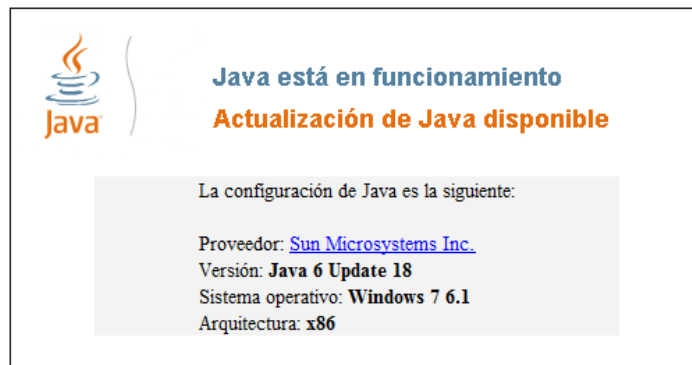 Java
Java está en funcionamiento
Actualización de Java disponible
La configuración de Java es la siguiente:
Proveedor: Sun Microsystems Inc.
Versión: Java 6 Update 18
Sistema operativo: Windows 7 6.1
Arquitectura: x86